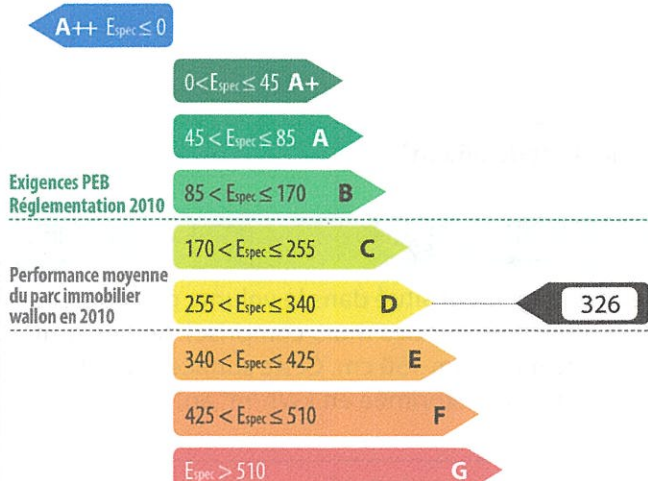 A++ Espec ≤ 0
0 < Espec ≤ 45 A+
45 < Espec ≤ 85 A
Exigences PEB
Réglementation 2010
85 < Espec ≤ 170 B
170 < Espec ≤ 255 C
Performance moyenne
du parc immobilier
wallon en 2010
255 < Espec ≤ 340 D
326
340 < Espec ≤ 425 E
425 < Espec ≤ 510 F
Espec > 510 G